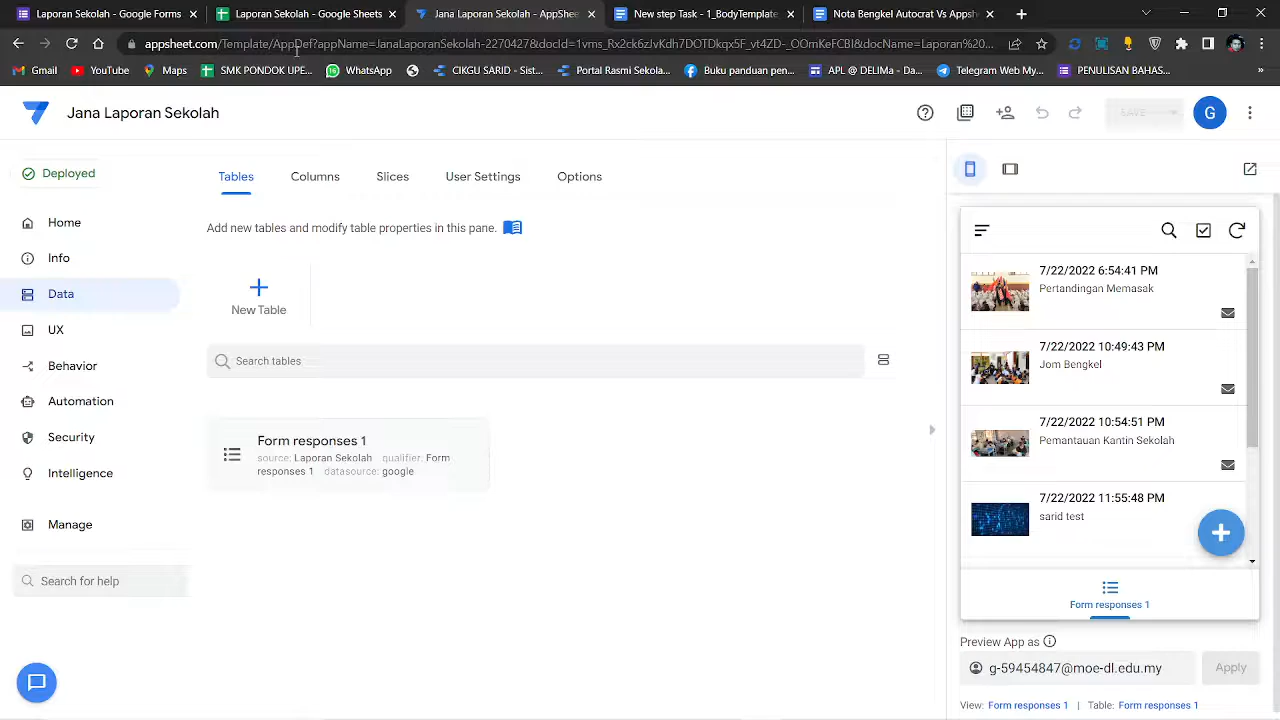 Laporan Sekolah - Google Forms
Laporan Sekolah - Google Sheets
Jana Laporan Sekolah - AppShee
New step Task - 1_BodyTemplate
Nota Bengkel Autocrat Vs Appsh
appsheet.com/Template/AppDef?appName=JanaLaporanSekolah-2270427&docId=1vms_Rx2ck6zJvKdh7DOTDkqx5F_yt4ZD-_OOmKeFCBI&docName=Laporan%20...
Gmail
YouTube
Maps
SMK PONDOK UPE...
WhatsApp
CIKGU SARID - Sist...
Portal Rasmi Sekola...
Buku panduan pen...
APL @ DELIMa - Da...
Telegram Web My...
PENULISAN BAHAS...
»
Jana Laporan Sekolah
SAVE
G
Deployed
Home
Info
Data
UX
Behavior
Automation
Security
Intelligence
Manage
Search for help
Tables
Columns
Slices
User Settings
Options
Add new tables and modify table properties in this pane.
New Table
Search tables
Form responses 1
source: Laporan Sekolah qualifier: Form
responses 1 datasource: google
7/22/2022 6:54:41 PM
Pertandingan Memasak
7/22/2022 10:49:43 PM
Jom Bengkel
7/22/2022 10:54:51 PM
Pemantauan Kantin Sekolah
7/22/2022 11:55:48 PM
sarid test
Form responses 1
Preview App as
g-59454847@moe-dl.edu.my
Apply
View: Form responses 1 | Table: Form responses 1